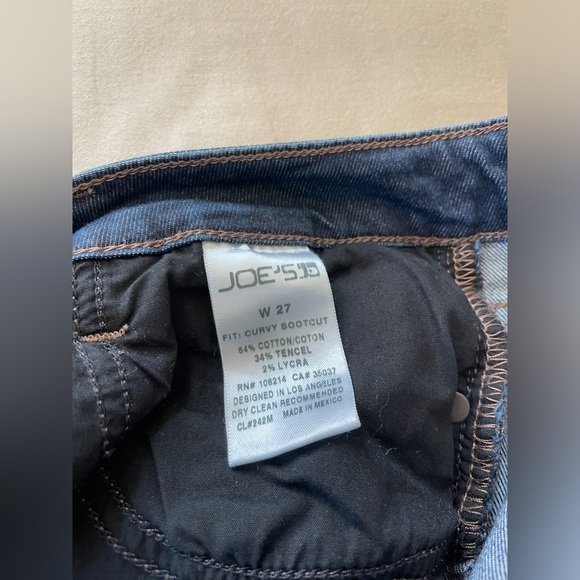 JOE'S
W 27
FIT: CURVY BOOTCUT
64% COTTON/COTON
34% TENCEL
2% LYCRA
RN# 106214 CA# 35037
DESIGNED IN LOS ANGELES
DRY CLEAN RECOMMENDED
CL#242M MADE IN MEXICO